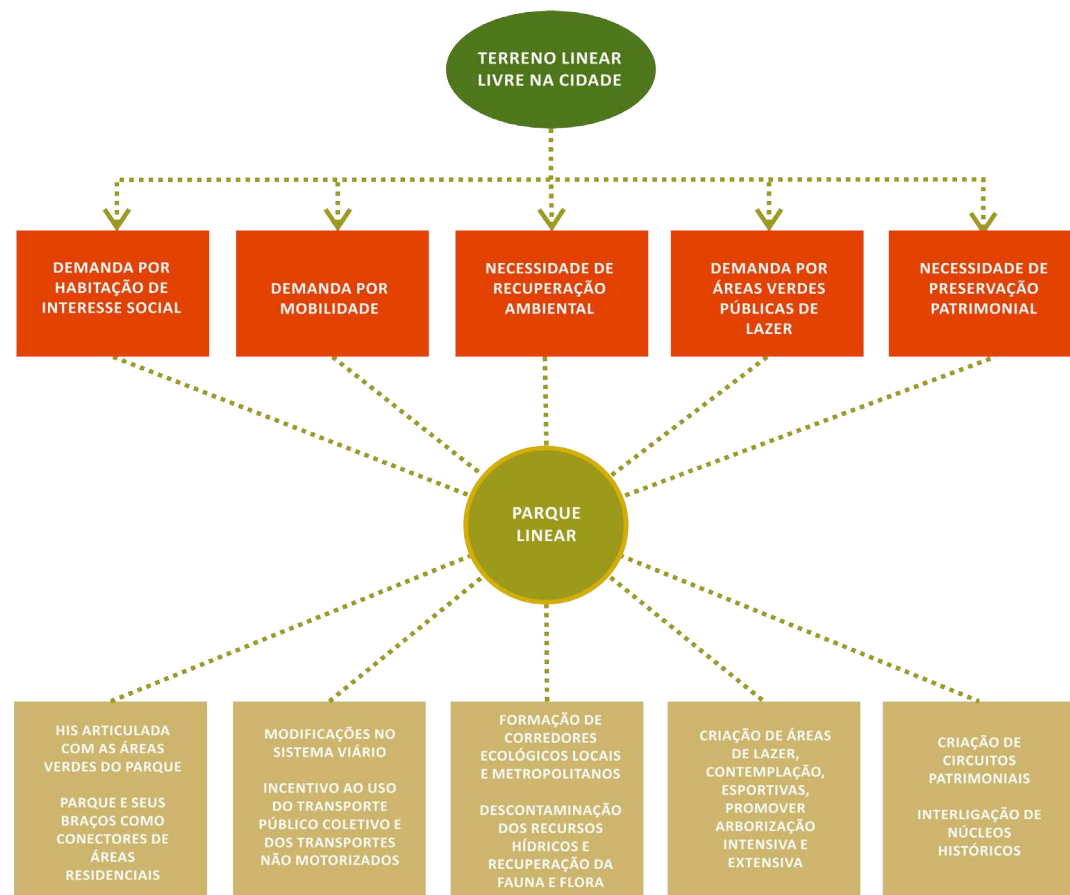 TERRENO LINEAR
LIVRE NA CIDADE
DEMANDA POR
HABITAÇÃO DE
INTERESSE SOCIAL
DEMANDA POR
MOBILIDADE
NECESSIDADE DE
RECUPERAÇÃO
AMBIENTAL
DEMANDA POR
ÁREAS VERDES
PÚBLICAS DE
LAZER
NECESSIDADE DE
PRESERVAÇÃO
PATRIMONIAL
PARQUE
LINEAR
HIS ARTICULADA
COM AS ÁREAS
VERDES DO PARQUE
PARQUE E SEUS
BRAÇOS COMO
CONECTORES DE
ÁREAS
RESIDENCIAIS
MODIFICAÇÕES NO
SISTEMA VIÁRIO
INCENTIVO AO USO
DO TRANSPORTE
PÚBLICO COLETIVO E
DOS TRANSPORTES
NÃO MOTORIZADOS
FORMAÇÃO DE
CORREDORES
ECOLÓGICOS LOCAIS
E METROPOLITANOS
DESCONTAMINAÇÃO
DOS RECURSOS
HÍDRICOS E
RECUPERAÇÃO DA
FAUNA E FLORA
CRIAÇÃO DE ÁREAS
DE LAZER,
CONTEMPLAÇÃO,
ESPORTIVAS,
PROMOVER
ARBORIZAÇÃO
INTENSIVA E
EXTENSIVA
CRIAÇÃO DE
CIRCUITOS
PATRIMONIAIS
INTERLIGAÇÃO DE
NÚCLEOS
HISTÓRICOS